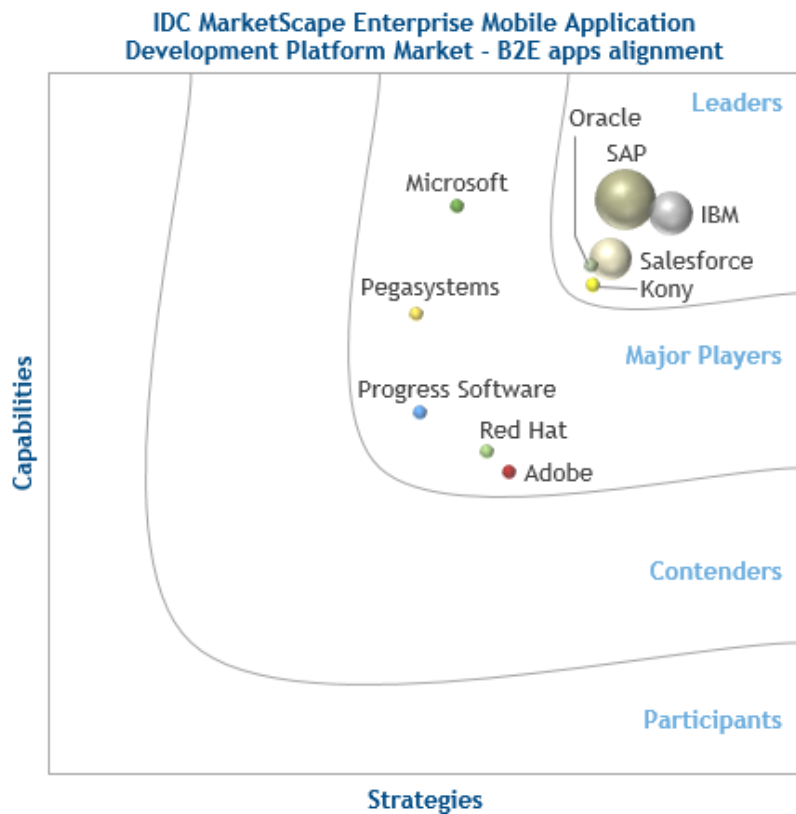 IDC MarketScape Enterprise Mobile Application
Development Platform Market - B2E apps alignment
Leaders
Oracle
SAP
Microsoft
IBM
Salesforce
Pegasystems
Kony
Major Players
Progress Software
Red Hat
Adobe
Capabilities
Contenders
Participants
Strategies